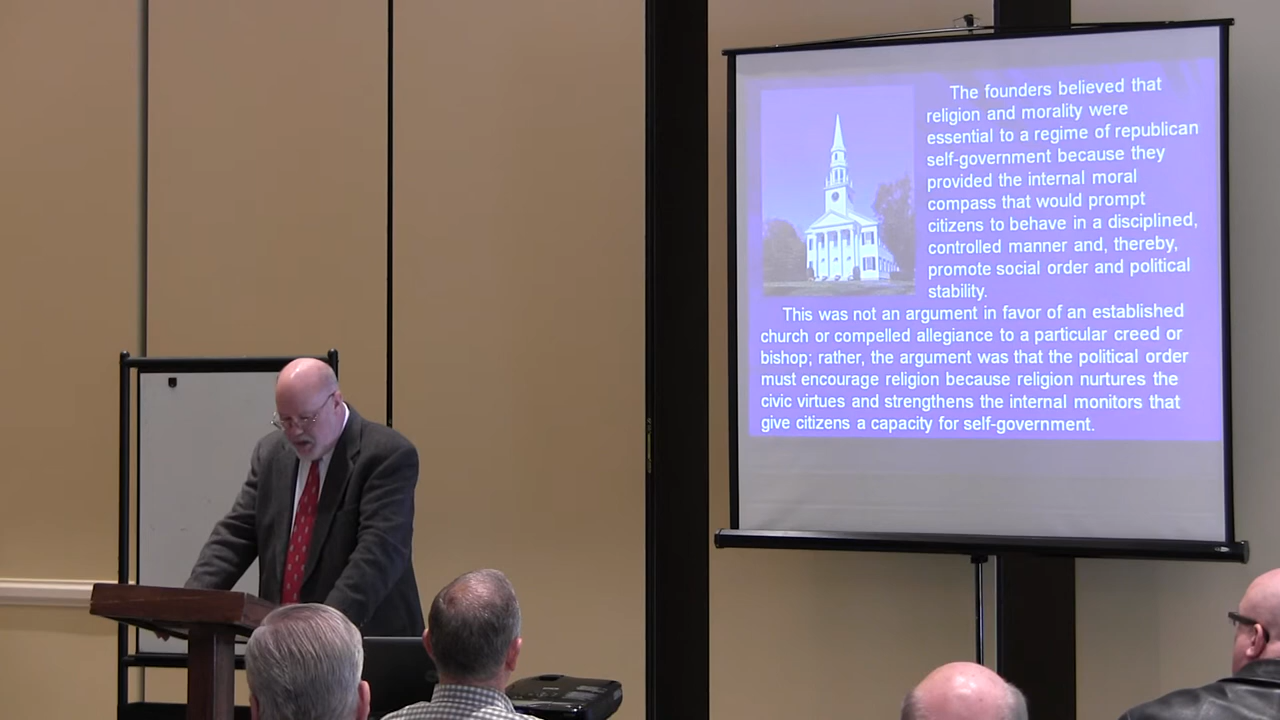 The founders believed that
religion and morality were
essential to a regime of republican
self-government because they
provided the internal moral
compass that would prompt
citizens to behave in a disciplined,
controlled manner and, thereby,
promote social order and political
stability.
This was not an argument in favor of an established
church or compelled allegiance to a particular creed or
bishop; rather, the argument was that the political order
must encourage religion because religion nurtures the
civic virtues and strengthens the internal monitors that
give citizens a capacity for self-government.